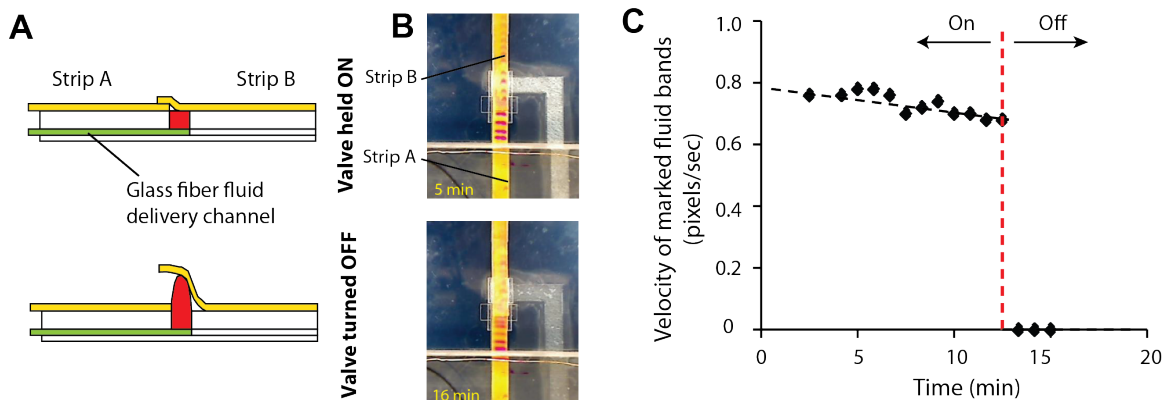 A
Strip A
Strip B
Glass fiber fluid
delivery channel
B
Valve held ON
Strip B
Strip A
5 min
Valve turned OFF
16 min
C
Velocity of marked fluid bands
(pixels/sec)
On
Off
1.0
0.8
0.6
0.4
0.2
0
0
5
10
15
20
Time (min)